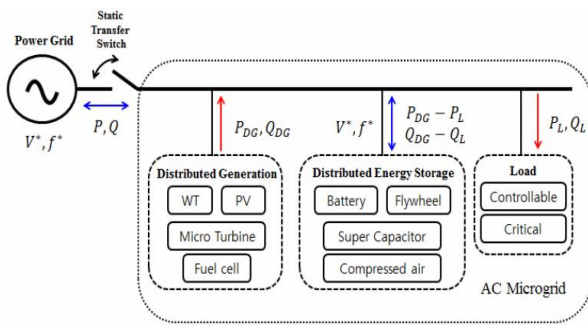 Static
Transfer
Switch
Power Grid
V*, f*
P, Q
P_DG, Q_DG
V*, f*
P_DG − P_L
Q_DG − Q_L
P_L, Q_L
Distributed Generation
WT
PV
Micro Turbine
Fuel cell
Distributed Energy Storage
Battery
Flywheel
Super Capacitor
Compressed air
Load
Controllable
Critical
AC Microgrid